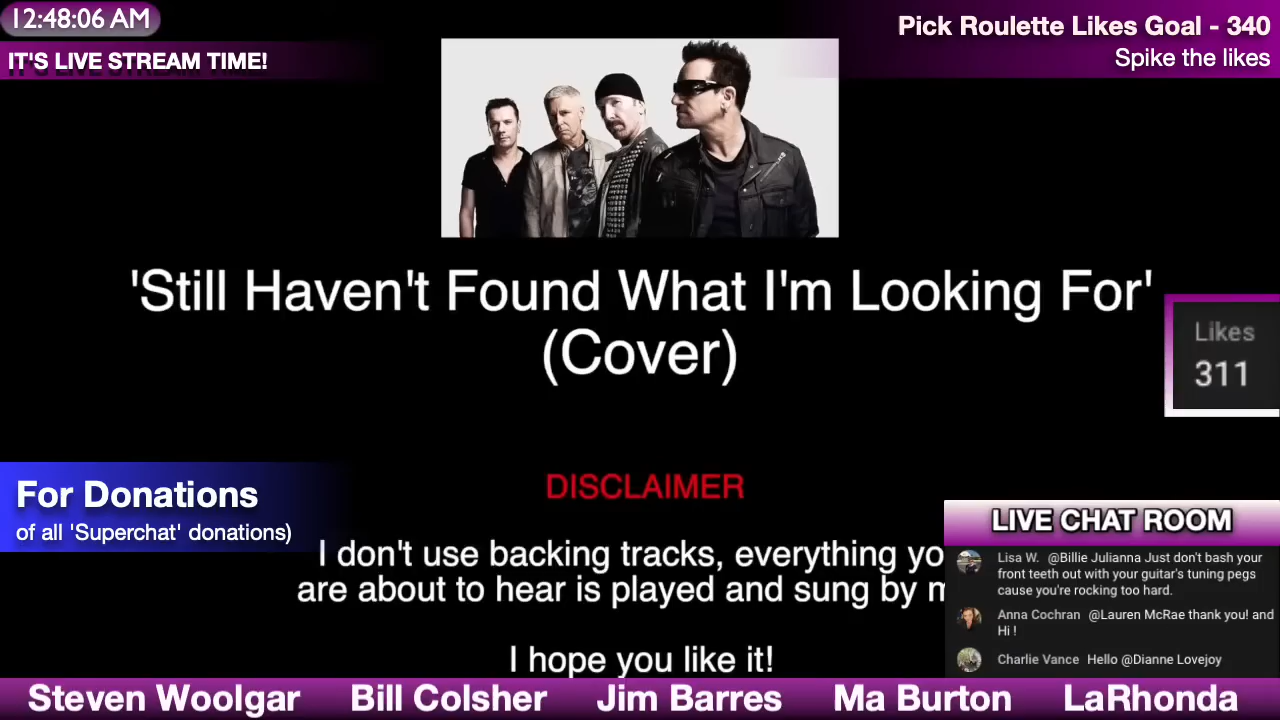 12:48:06 AM
IT'S LIVE STREAM TIME!
Pick Roulette Likes Goal - 340
Spike the likes
'Still Haven't Found What I'm Looking For'
(Cover)
Likes
311
DISCLAIMER
For Donations
of all 'Superchat' donations)
I don't use backing tracks, everything yo
are about to hear is played and sung by m
I hope you like it!
LIVE CHAT ROOM
Lisa W. @Billie Julianna Just don't bash your
front teeth out with your guitar's tuning pegs
cause you're rocking too hard.
Anna Cochran @Lauren McRae thank you! and
Hi !
Charlie Vance Hello @Dianne Lovejoy
Steven Woolgar Bill Colsher Jim Barres Ma Burton LaRhonda